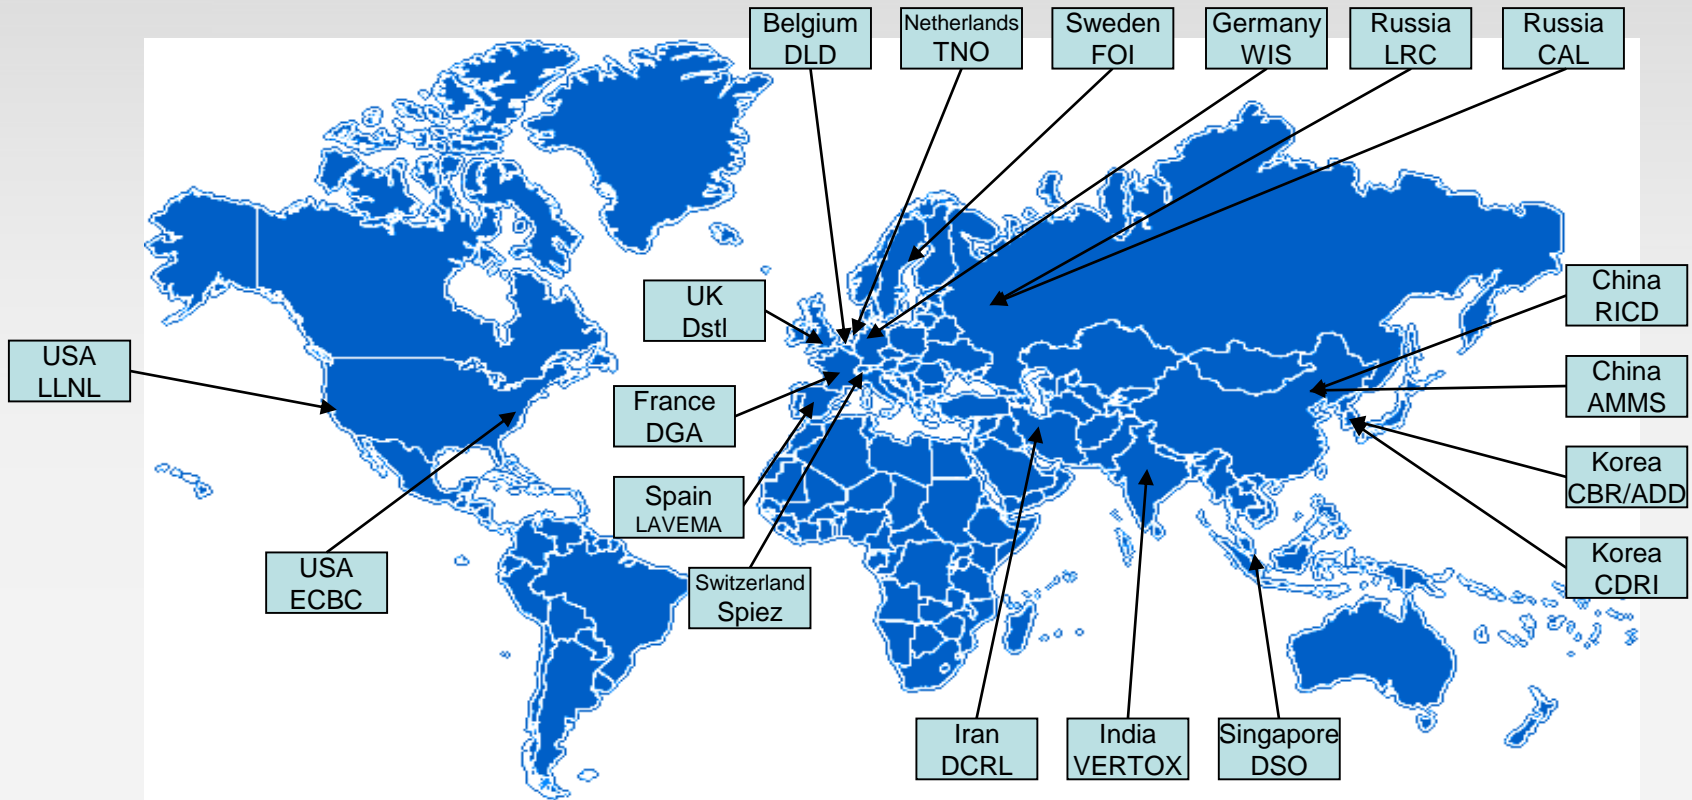 Belgium
DLD
Netherlands
TNO
Sweden
FOI
Germany
WIS
Russia
LRC
Russia
CAL
UK
Dstl
China
RICD
USA
LLNL
China
AMMS
France
DGA
Korea
CBR/ADD
Spain
LAVEMA
Korea
CDRI
USA
ECBC
Switzerland
Spiez
Iran
DCRL
India
VERTOX
Singapore
DSO